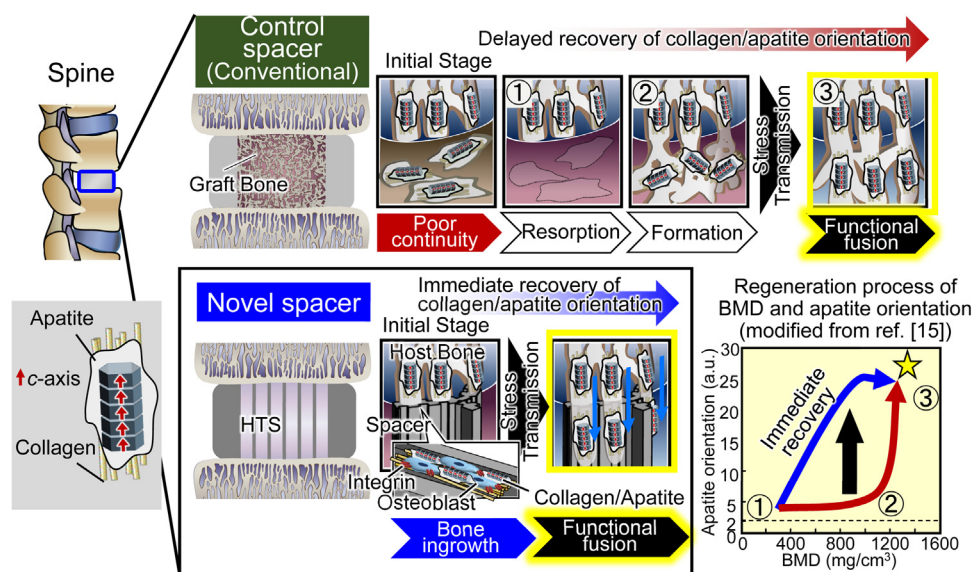 Spine
Control
spacer
(Conventional)
Graft Bone
Delayed recovery of collagen/apatite orientation
Initial Stage
①
②
③
Stress
Transmission
Poor
continuity
Resorption
Formation
Functional
fusion
Apatite
c-axis
Collagen
Novel spacer
HTS
Immediate recovery of
collagen/apatite orientation
Initial Stage
Host Bone
Stress
Transmission
Spacer
Integrin
Osteoblast
Collagen/Apatite
Bone
ingrowth
Functional
fusion
Regeneration process of
BMD and apatite orientation
(modified from ref. [15])
Apatite orientation (a.u.)
30
25
20
15
10
5
2
0
Immediate
recovery
①
②
③
0 400 800 1200 1600
BMD (mg/cm³)